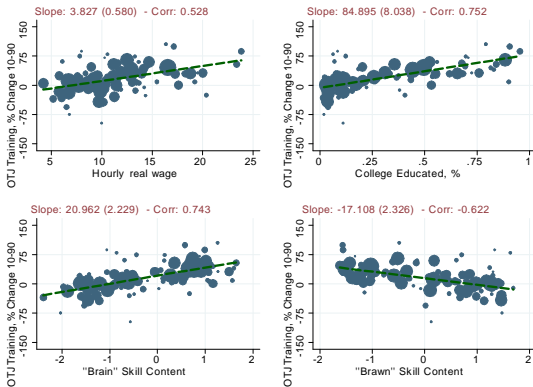 Slope: 3.827 (0.580) - Corr: 0.528
OTJ Training, % Change 10-90
150
75
0
-75
-150
5 10 15 20 25
Hourly real wage
Slope: 84.895 (8.038) - Corr: 0.752
OTJ Training, % Change 10-90
150
75
0
-75
-150
0 .25 .5 .75 1
College Educated, %
Slope: 20.962 (2.229) - Corr: 0.743
OTJ Training, % Change 10-90
150
75
0
-75
-150
-2 -1 0 1 2
"Brain" Skill Content
Slope: -17.108 (2.326) - Corr: -0.622
OTJ Training, % Change 10-90
150
75
0
-75
-150
-2 -1 0 1 2
"Brawn" Skill Content